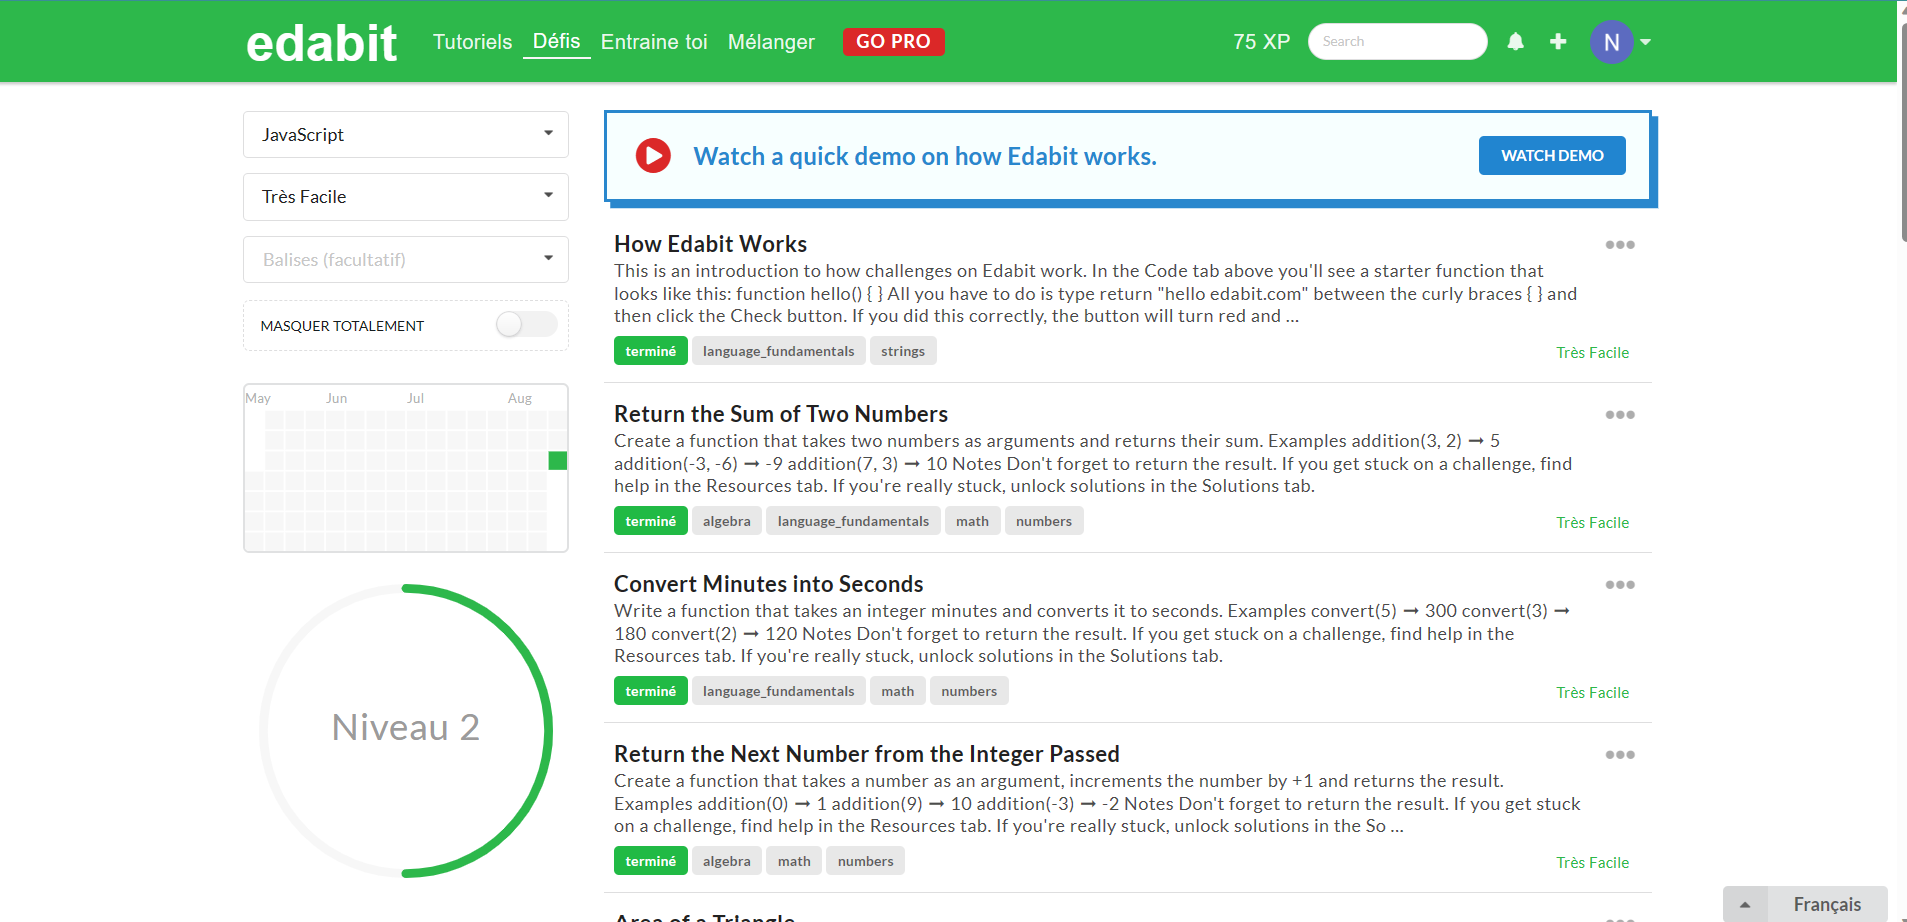 edabit
Tutoriels
Défis
Entraine toi
Mélanger
GO PRO
75 XP
Search
N
JavaScript
Très Facile
Balises (facultatif)
MASQUER TOTALEMENT
May Jun Jul Aug
Niveau 2
Watch a quick demo on how Edabit works.
WATCH DEMO
How Edabit Works
This is an introduction to how challenges on Edabit work. In the Code tab above you'll see a starter function that
looks like this: function hello() { } All you have to do is type return "hello edabit.com" between the curly braces { } and
then click the Check button. If you did this correctly, the button will turn red and ...
terminé language_fundamentals strings
Très Facile
Return the Sum of Two Numbers
Create a function that takes two numbers as arguments and returns their sum. Examples addition(3, 2) ➞ 5
addition(-3, -6) ➞ -9 addition(7, 3) ➞ 10 Notes Don't forget to return the result. If you get stuck on a challenge, find
help in the Resources tab. If you're really stuck, unlock solutions in the Solutions tab.
terminé algebra language_fundamentals math numbers
Très Facile
Convert Minutes into Seconds
Write a function that takes an integer minutes and converts it to seconds. Examples convert(5) ➞ 300 convert(3) ➞
180 convert(2) ➞ 120 Notes Don't forget to return the result. If you get stuck on a challenge, find help in the
Resources tab. If you're really stuck, unlock solutions in the Solutions tab.
terminé language_fundamentals math numbers
Très Facile
Return the Next Number from the Integer Passed
Create a function that takes a number as an argument, increments the number by +1 and returns the result.
Examples addition(0) ➞ 1 addition(9) ➞ 10 addition(-3) ➞ -2 Notes Don't forget to return the result. If you get stuck
on a challenge, find help in the Resources tab. If you're really stuck, unlock solutions in the So ...
terminé algebra math numbers
Très Facile
Area of a Triangle
Français